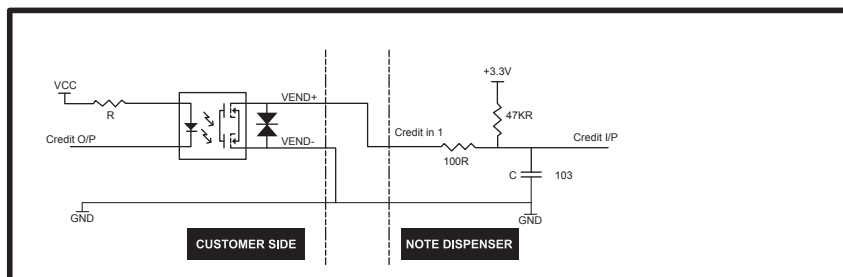 +3.3V
VCC
R
VEND+
47KR
Credit O/P
VEND-
Credit in 1
100R
Credit I/P
C
103
GND
GND
CUSTOMER SIDE
NOTE DISPENSER